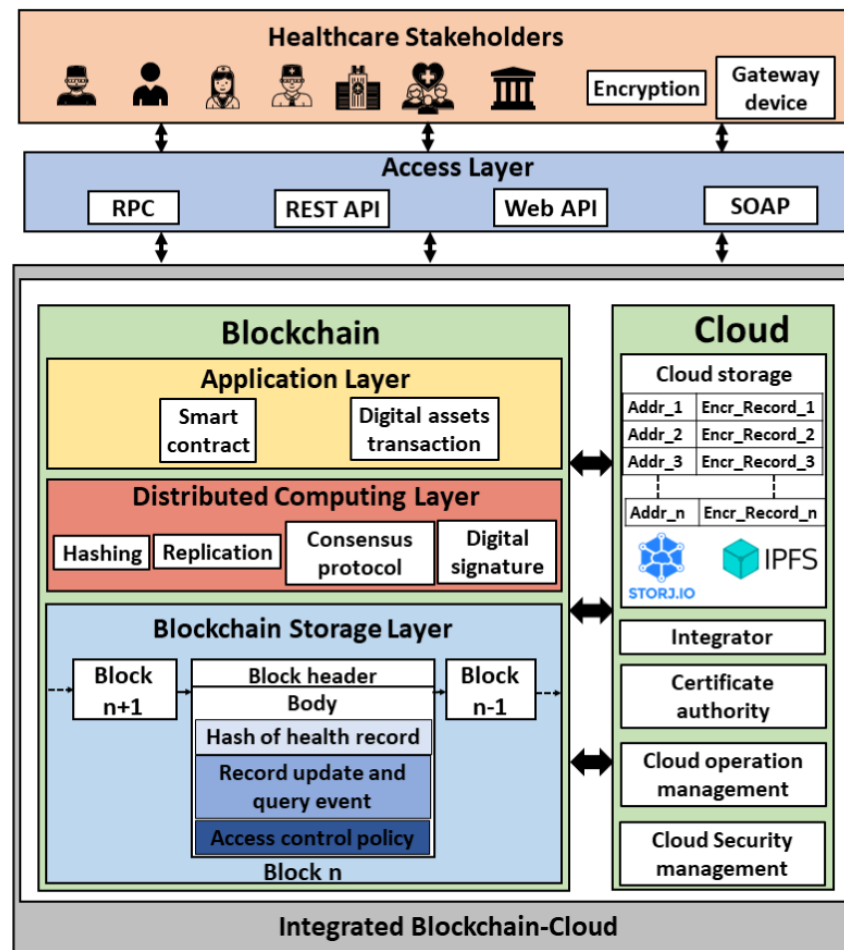 Healthcare Stakeholders
Encryption
Gateway
device
Access Layer
RPC
REST API
Web API
SOAP
Blockchain
Application Layer
Smart
contract
Digital assets
transaction
Distributed Computing Layer
Hashing
Replication
Consensus
protocol
Digital
signature
Blockchain Storage Layer
Block
n+1
Block header
Body
Hash of health record
Record update and
query event
Access control policy
Block n
Block
n-1
Cloud
Cloud storage
Addr_1 Encr_Record_1
Addr_2 Encr_Record_2
Addr_3 Encr_Record_3
Addr_n Encr_Record_n
STORJ.IO
IPFS
Integrator
Certificate
authority
Cloud operation
management
Cloud Security
management
Integrated Blockchain-Cloud